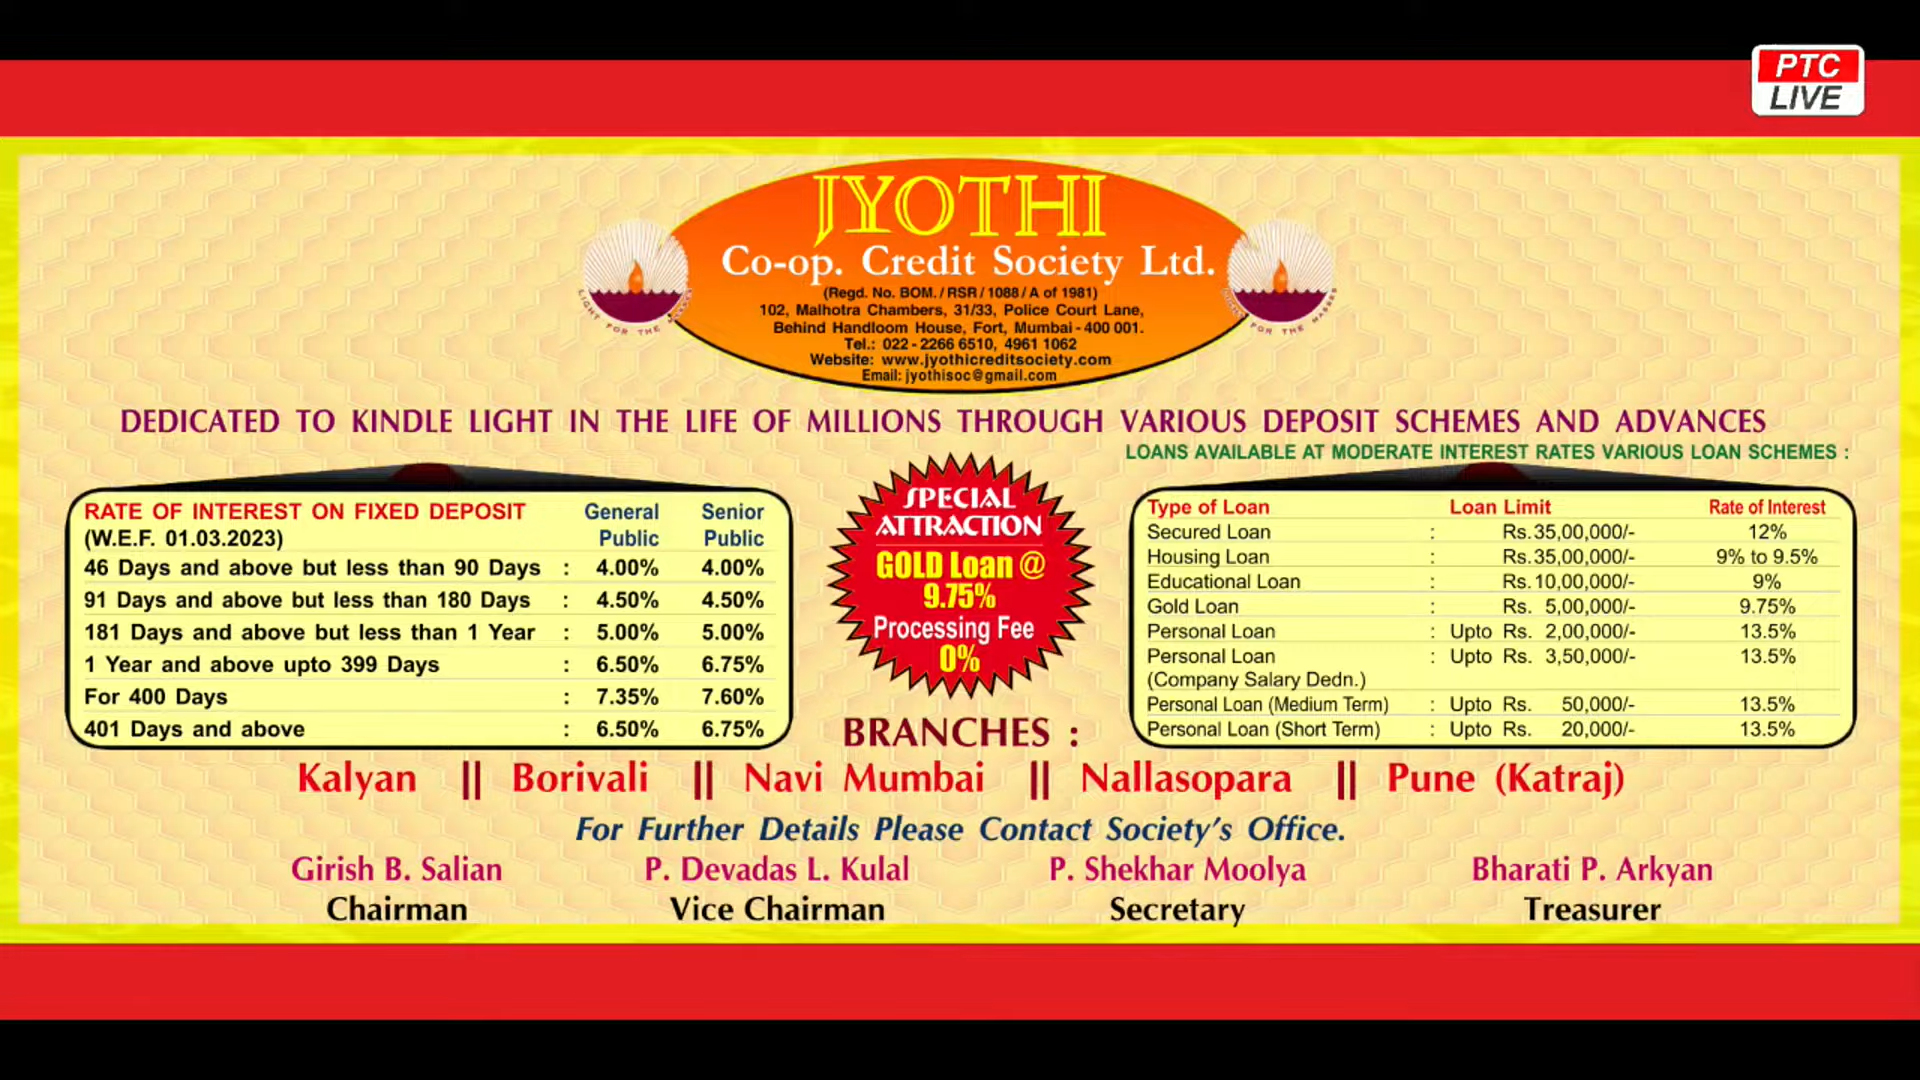 PTC
LIVE
JYOTHI
Co-op. Credit Society Ltd.
(Regd. No. BOM. / RSR / 1088 / A of 1981)
102, Malhotra Chambers, 31/33, Police Court Lane,
Behind Handloom House, Fort, Mumbai - 400 001.
Tel.: 022 - 2266 6510, 4961 1062
Website: www.jyothicreditsociety.com
Email: jyothisoc@gmail.com
LIGHT FOR THE
FOR THE MASSES
DEDICATED TO KINDLE LIGHT IN THE LIFE OF MILLIONS THROUGH VARIOUS DEPOSIT SCHEMES AND ADVANCES
LOANS AVAILABLE AT MODERATE INTEREST RATES VARIOUS LOAN SCHEMES :
RATE OF INTEREST ON FIXED DEPOSIT General Senior
(W.E.F. 01.03.2023) Public Public
46 Days and above but less than 90 Days : 4.00% 4.00%
91 Days and above but less than 180 Days : 4.50% 4.50%
181 Days and above but less than 1 Year : 5.00% 5.00%
1 Year and above upto 399 Days : 6.50% 6.75%
For 400 Days : 7.35% 7.60%
401 Days and above : 6.50% 6.75%
SPECIAL
ATTRACTION
GOLD Loan @
9.75%
Processing Fee
0%
Type of Loan Loan Limit Rate of Interest
Secured Loan : Rs.35,00,000/- 12%
Housing Loan : Rs.35,00,000/- 9% to 9.5%
Educational Loan : Rs.10,00,000/- 9%
Gold Loan : Rs. 5,00,000/- 9.75%
Personal Loan : Upto Rs. 2,00,000/- 13.5%
Personal Loan : Upto Rs. 3,50,000/- 13.5%
(Company Salary Dedn.)
Personal Loan (Medium Term) : Upto Rs. 50,000/- 13.5%
Personal Loan (Short Term) : Upto Rs. 20,000/- 13.5%
BRANCHES :
Kalyan || Borivali || Navi Mumbai || Nallasopara || Pune (Katraj)
For Further Details Please Contact Society's Office.
Girish B. Salian P. Devadas L. Kulal P. Shekhar Moolya Bharati P. Arkyan
Chairman Vice Chairman Secretary Treasurer